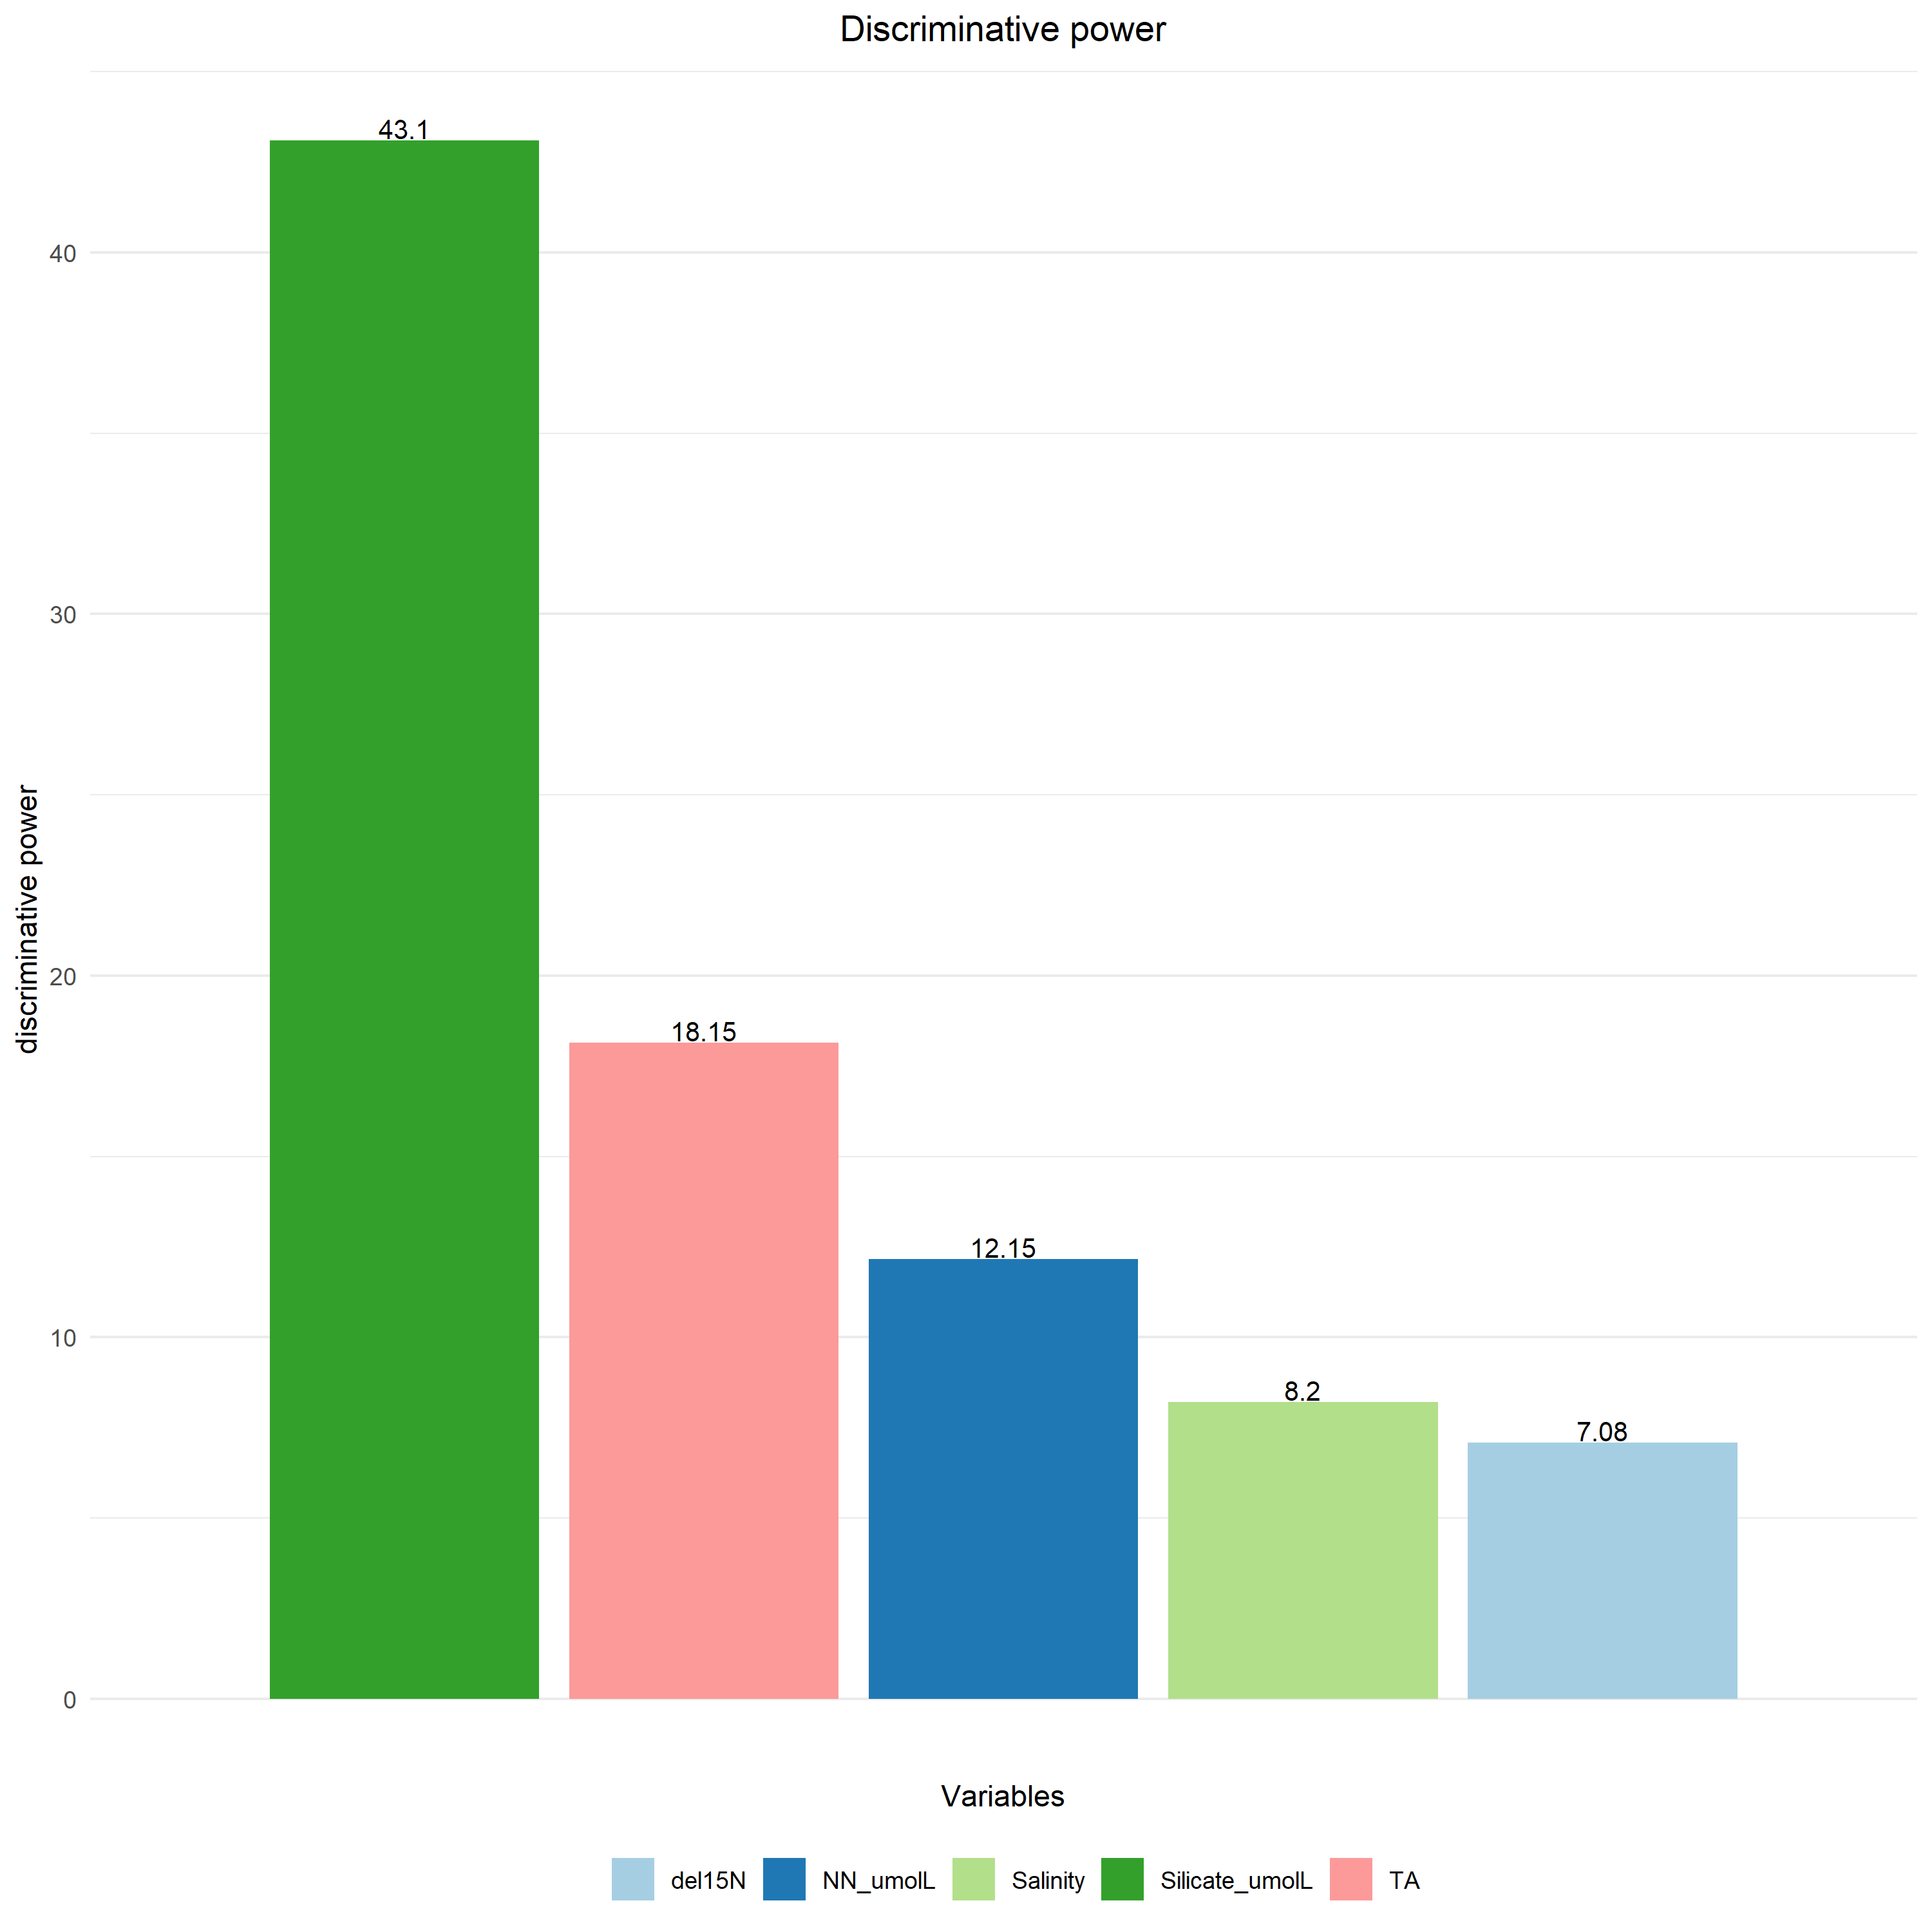 Discriminative power
43.1
40
30
discriminative power
20
18.15
12.15
10
8.2
7.08
0
Variables
del15N NN_umolL Salinity Silicate_umolL TA